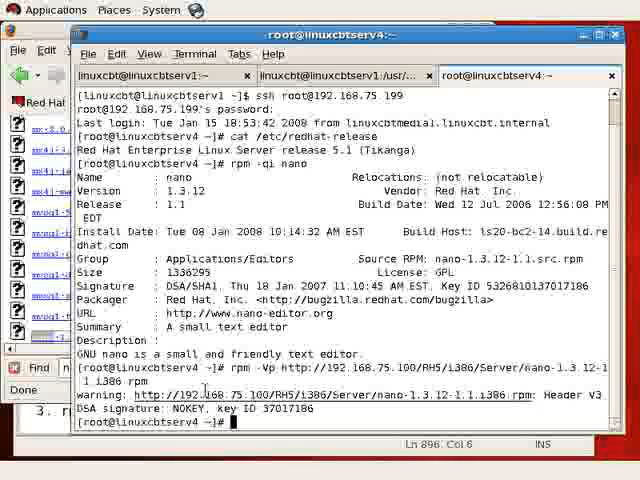 Applications Places System
root@linuxcbtserv4:~
File Edit View Terminal Tabs Help
linuxcbt@linuxcbtserv1:~ linuxcbt@linuxcbtserv1:/usr/... root@linuxcbtserv4:~
[linuxcbt@linuxcbtserv1 ~]$ ssh root@192.168.75.199
root@192.168.75.199's password:
Last login: Tue Jan 15 18:53:42 2008 from linuxcbtmedia1.linuxcbt.internal
[root@linuxcbtserv4 ~]# cat /etc/redhat-release
Red Hat Enterprise Linux Server release 5.1 (Tikanga)
[root@linuxcbtserv4 ~]# rpm -qi nano
Name : nano Relocations: (not relocatable)
Version : 1.3.12 Vendor: Red Hat, Inc.
Release : 1.1 Build Date: Wed 12 Jul 2006 12:56:08 PM
EDT
Install Date: Tue 08 Jan 2008 10:14:32 AM EST Build Host: ls20-bc2-14.build.re
dhat.com
Group : Applications/Editors Source RPM: nano-1.3.12-1.1.src.rpm
Size : 1336295 License: GPL
Signature : DSA/SHA1, Thu 18 Jan 2007 11:10:45 AM EST, Key ID 5326810137017186
Packager : Red Hat, Inc. <http://bugzilla.redhat.com/bugzilla>
URL : http://www.nano-editor.org
Summary : A small text editor
Description :
GNU nano is a small and friendly text editor.
[root@linuxcbtserv4 ~]# rpm -Vp http://192.168.75.100/RH5/i386/Server/nano-1.3.12-1
.1.i386.rpm
warning: http://192.168.75.100/RH5/i386/Server/nano-1.3.12-1.1.i386.rpm: Header V3
DSA signature: NOKEY, key ID 37017186
[root@linuxcbtserv4 ~]#
File Edit
Red Hat
Find
Done
3. r
Ln 896, Col 6 INS